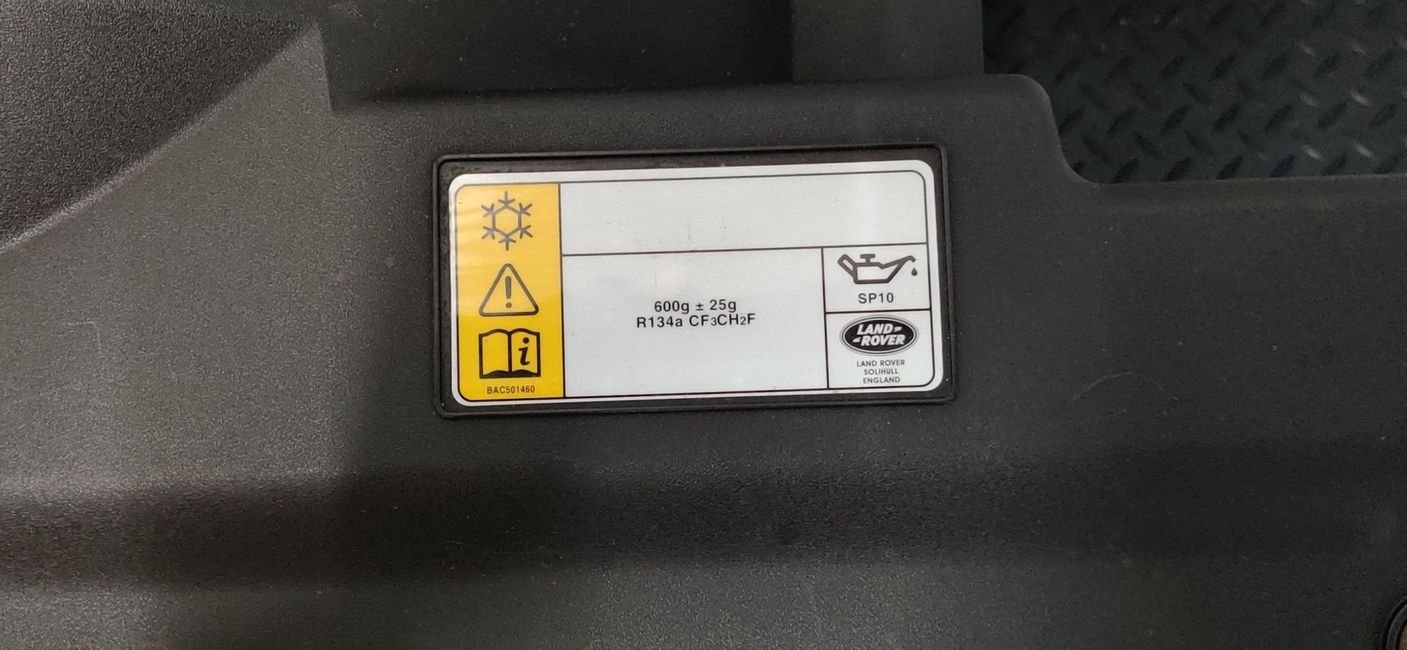 600g ± 25g
R134a CF3CH2F
SP10
LAND-
-ROVER
LAND ROVER
SOLIHULL
ENGLAND
i
BAC501460